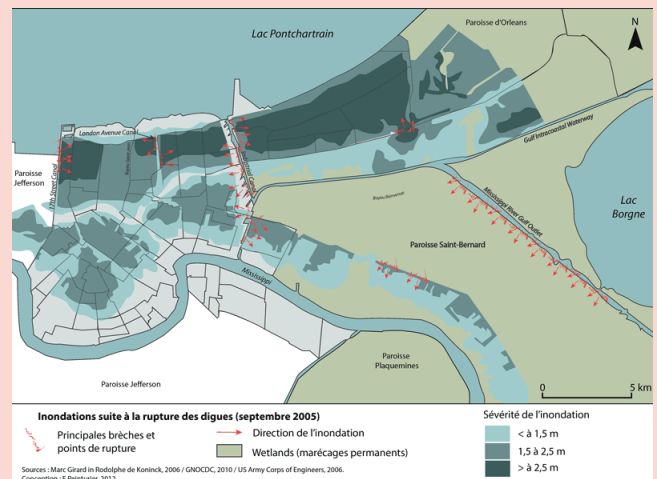 Lac Pontchartrain
Paroisse d'Orleans
N
London Avenue Canal
Paroisse
Jefferson
17th Street Canal
Gulf Intracoastal Waterway
Lac
Borgne
Mississippi River Gulf Outlet
Paroisse Saint-Bernard
Mississippi
Paroisse
Plaquemines
Paroisse Jefferson
0 5 km
Inondations suite à la rupture des digues (septembre 2005)
Principales brèches et
points de rupture
Direction de l'inondation
Wetlands (marécages permanents)
Sévérité de l'inondation
< à 1,5 m
1,5 à 2,5 m
> à 2,5 m
Sources : Marc Girard in Rodolphe de Koninck, 2006 / GNOCDC, 2010 / US Army Corps of Engineers, 2006.